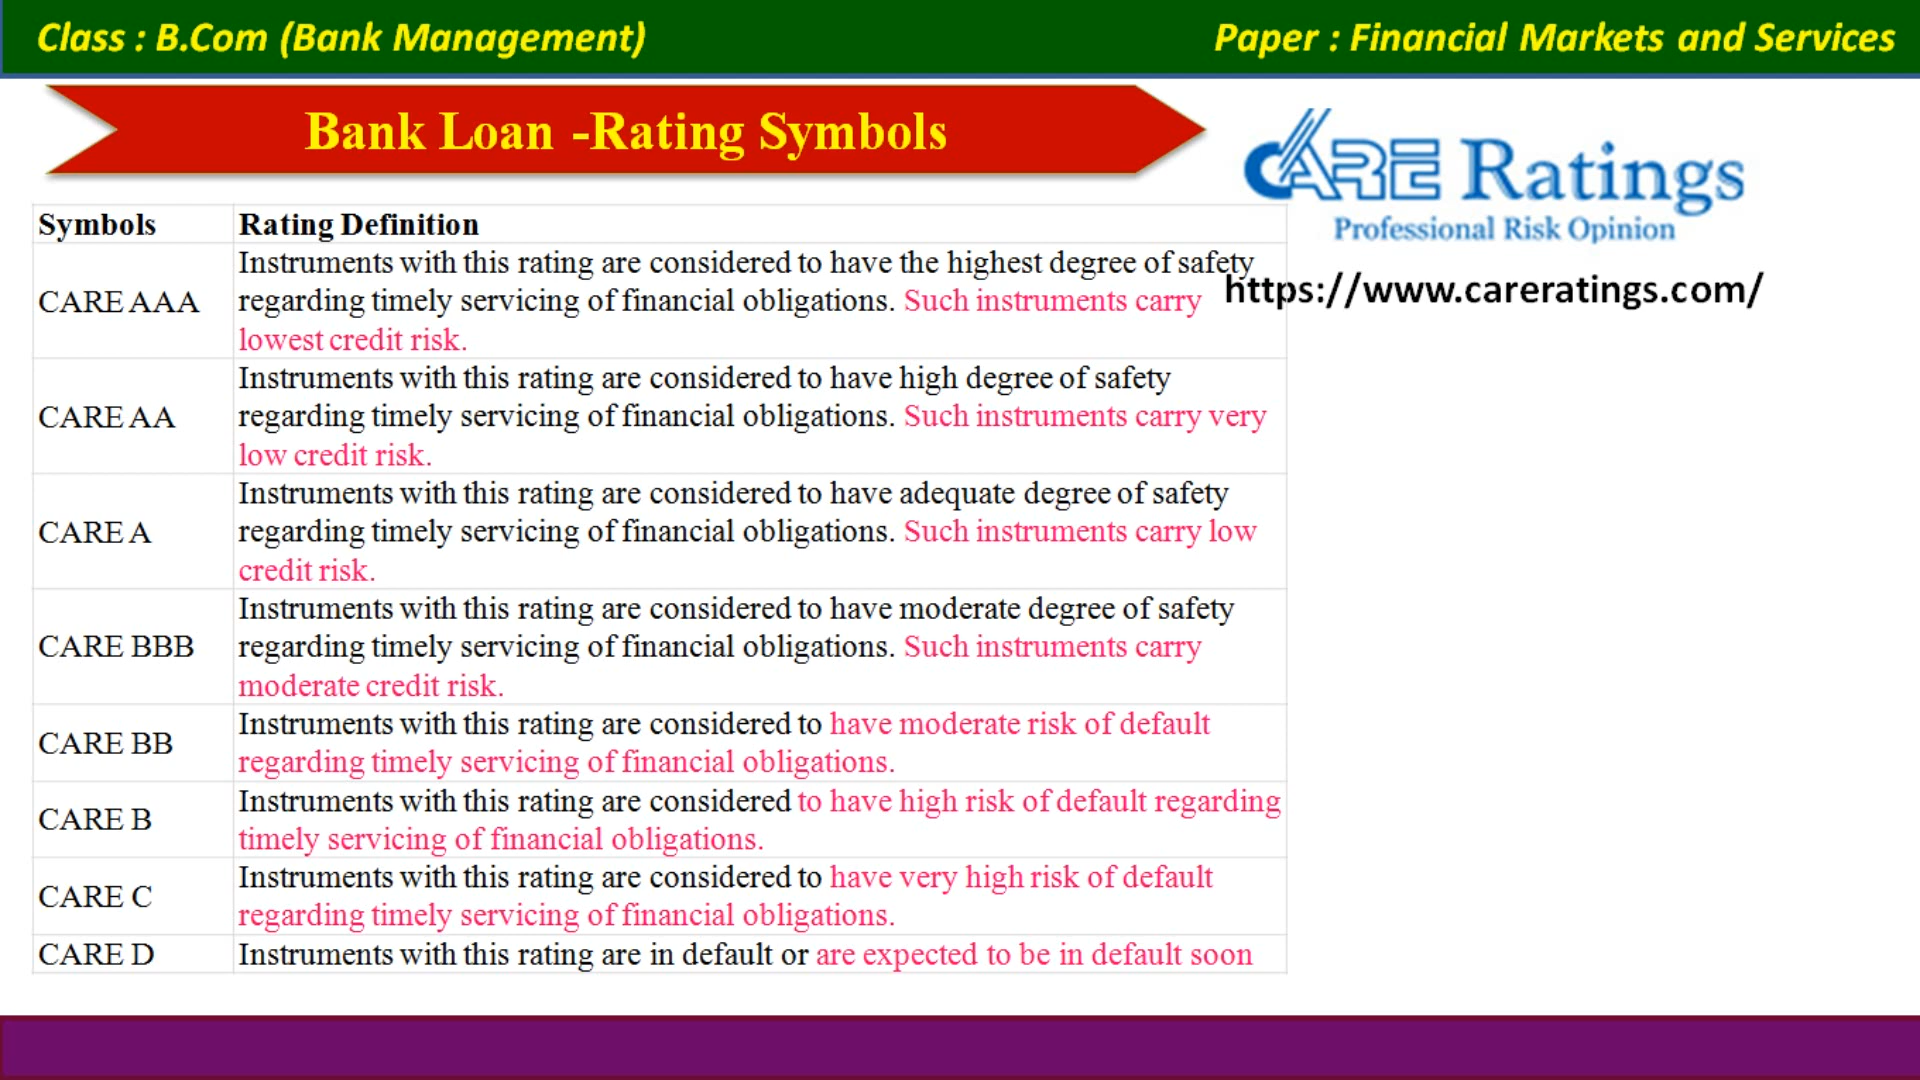 Class : B.Com (Bank Management)
Paper : Financial Markets and Services
Bank Loan -Rating Symbols
CARE Ratings
Professional Risk Opinion
https://www.careratings.com/
Symbols
Rating Definition
CARE AAA
Instruments with this rating are considered to have the highest degree of safety
regarding timely servicing of financial obligations. Such instruments carry
lowest credit risk.
CARE AA
Instruments with this rating are considered to have high degree of safety
regarding timely servicing of financial obligations. Such instruments carry very
low credit risk.
CARE A
Instruments with this rating are considered to have adequate degree of safety
regarding timely servicing of financial obligations. Such instruments carry low
credit risk.
CARE BBB
Instruments with this rating are considered to have moderate degree of safety
regarding timely servicing of financial obligations. Such instruments carry
moderate credit risk.
CARE BB
Instruments with this rating are considered to have moderate risk of default
regarding timely servicing of financial obligations.
CARE B
Instruments with this rating are considered to have high risk of default regarding
timely servicing of financial obligations.
CARE C
Instruments with this rating are considered to have very high risk of default
regarding timely servicing of financial obligations.
CARE D
Instruments with this rating are in default or are expected to be in default soon